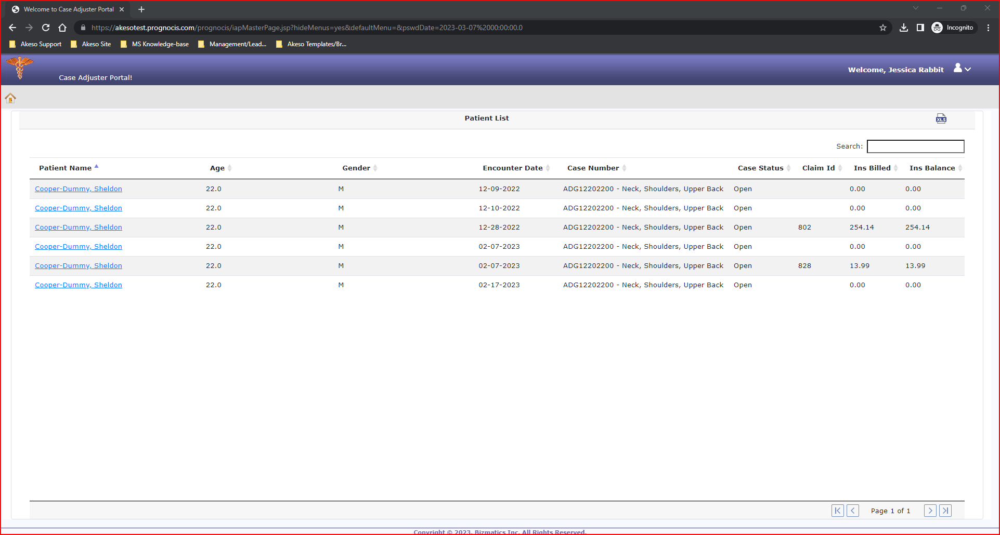 Welcome to Case Adjuster Portal
https://akesotest.prognocis.com/prognocis/iapMasterPage.jsp?hideMenus=yes&defaultMenu=&pswdDate=2023-03-07%2000:00:00.0
Incognito
Akeso Support Akeso Site MS Knowledge-base Management/Lead... Akeso Templates/Br...
Welcome, Jessica Rabbit
Case Adjuster Portal!
Patient List
XLS
Search:
Patient Name Age Gender Encounter Date Case Number Case Status Claim Id Ins Billed Ins Balance
Cooper-Dummy, Sheldon 22.0 M 12-09-2022 ADG12202200 - Neck, Shoulders, Upper Back Open 0.00 0.00
Cooper-Dummy, Sheldon 22.0 M 12-10-2022 ADG12202200 - Neck, Shoulders, Upper Back Open 0.00 0.00
Cooper-Dummy, Sheldon 22.0 M 12-28-2022 ADG12202200 - Neck, Shoulders, Upper Back Open 802 254.14 254.14
Cooper-Dummy, Sheldon 22.0 M 02-07-2023 ADG12202200 - Neck, Shoulders, Upper Back Open 0.00 0.00
Cooper-Dummy, Sheldon 22.0 M 02-07-2023 ADG12202200 - Neck, Shoulders, Upper Back Open 828 13.99 13.99
Cooper-Dummy, Sheldon 22.0 M 02-17-2023 ADG12202200 - Neck, Shoulders, Upper Back Open 0.00 0.00
Page 1 of 1
Copyright © 2023. Bizmatics Inc. All Rights Reserved.